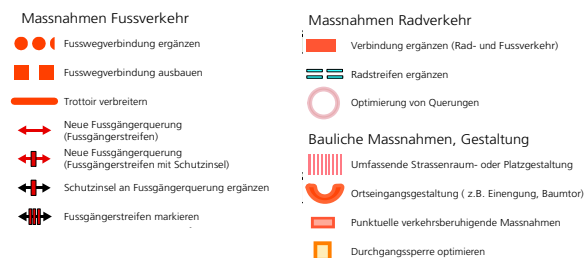 Massnahmen Fussverkehr
Fusswegverbindung ergänzen
Fusswegverbindung ausbauen
Trottoir verbreitern
Neue Fussgängerquerung
(Fussgängerstreifen)
Neue Fussgängerquerung
(Fussgängerstreifen mit Schutzinsel)
Schutzinsel an Fussgängerquerung ergänzen
Fussgängerstreifen markieren
Massnahmen Radverkehr
Verbindung ergänzen (Rad- und Fussverkehr)
Radstreifen ergänzen
Optimierung von Querungen
Bauliche Massnahmen, Gestaltung
Umfassende Strassenraum- oder Platzgestaltung
Ortseingangsgestaltung ( z.B. Einengung, Baumtor)
Punktuelle verkehrsberuhigende Massnahmen
Durchgangssperre optimieren